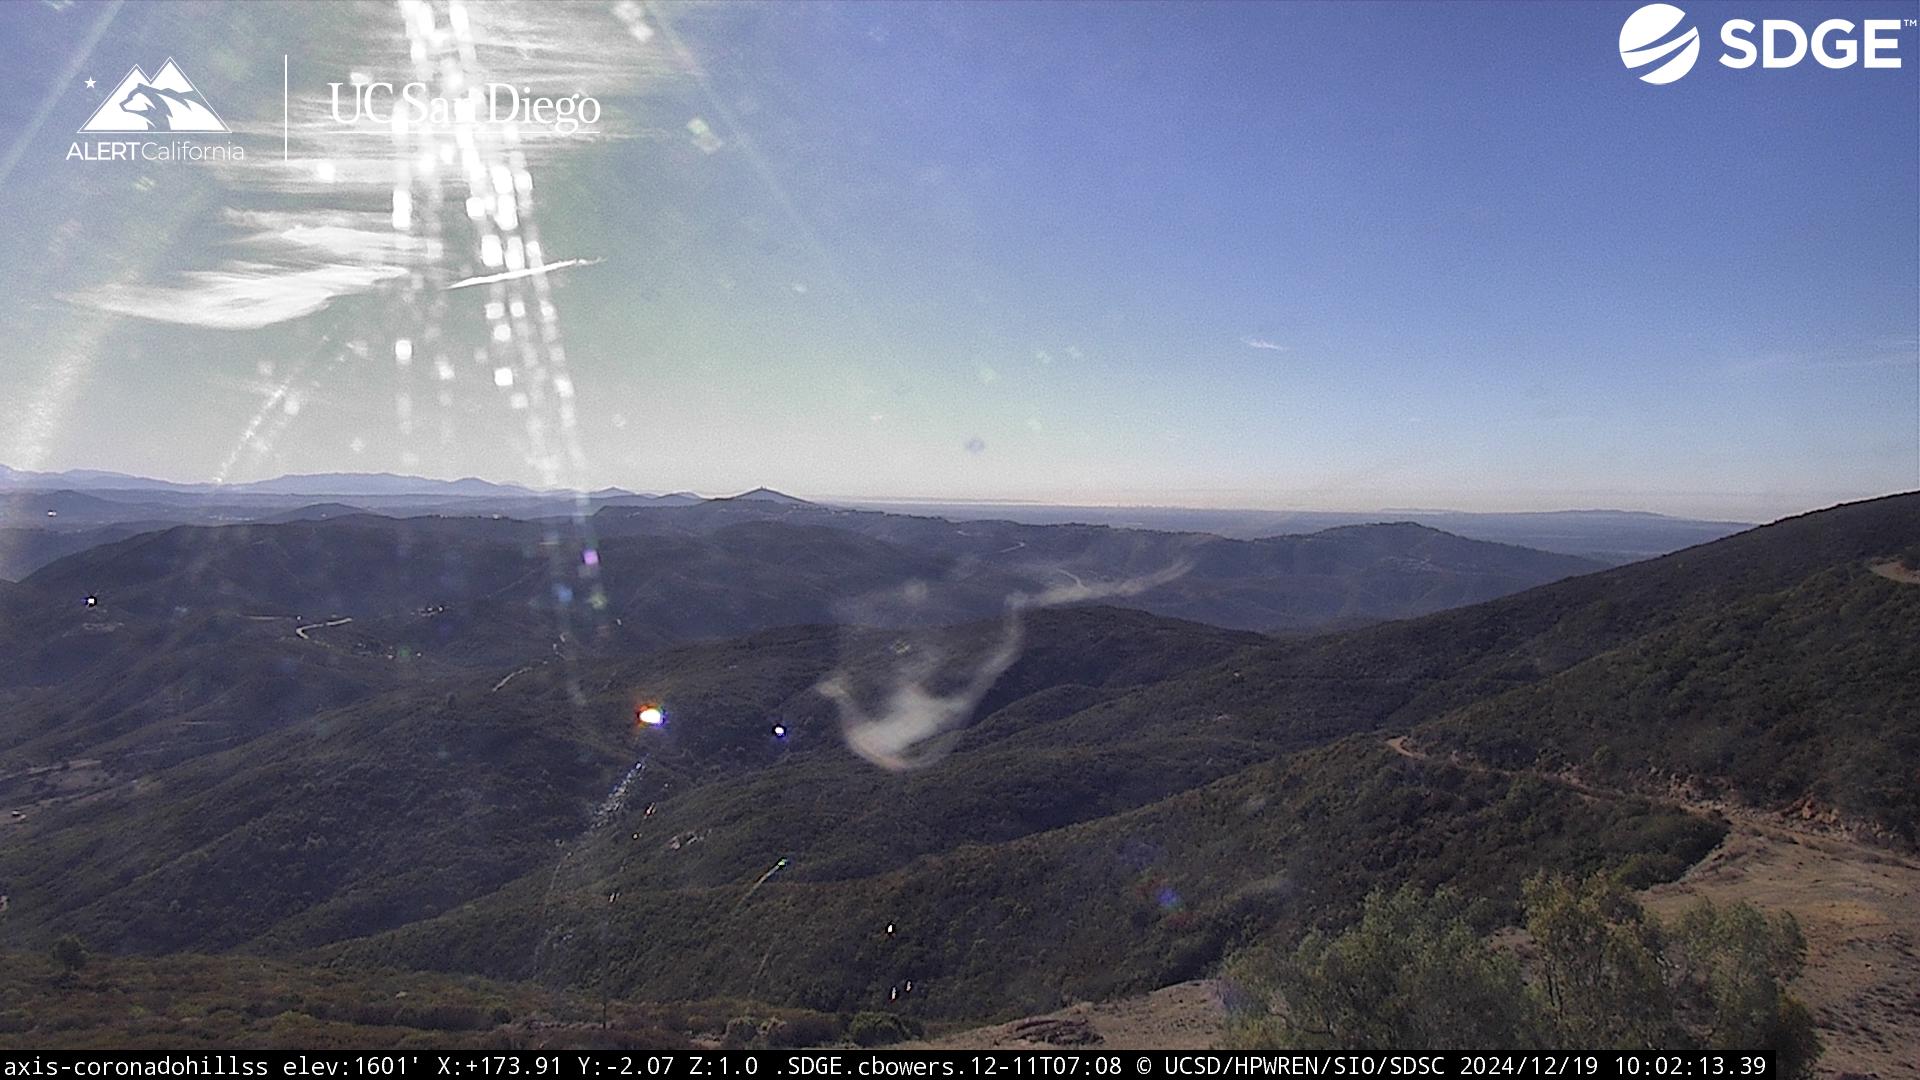 ALERTCalifornia
UC San Diego
SDGE™
axis-coronadohillss elev:1601' X:+173.91 Y:-2.07 Z:1.0 .SDGE.cbowers.12-11T07:08 © UCSD/HPWREN/SIO/SDSC 2024/12/19 10:02:13.39